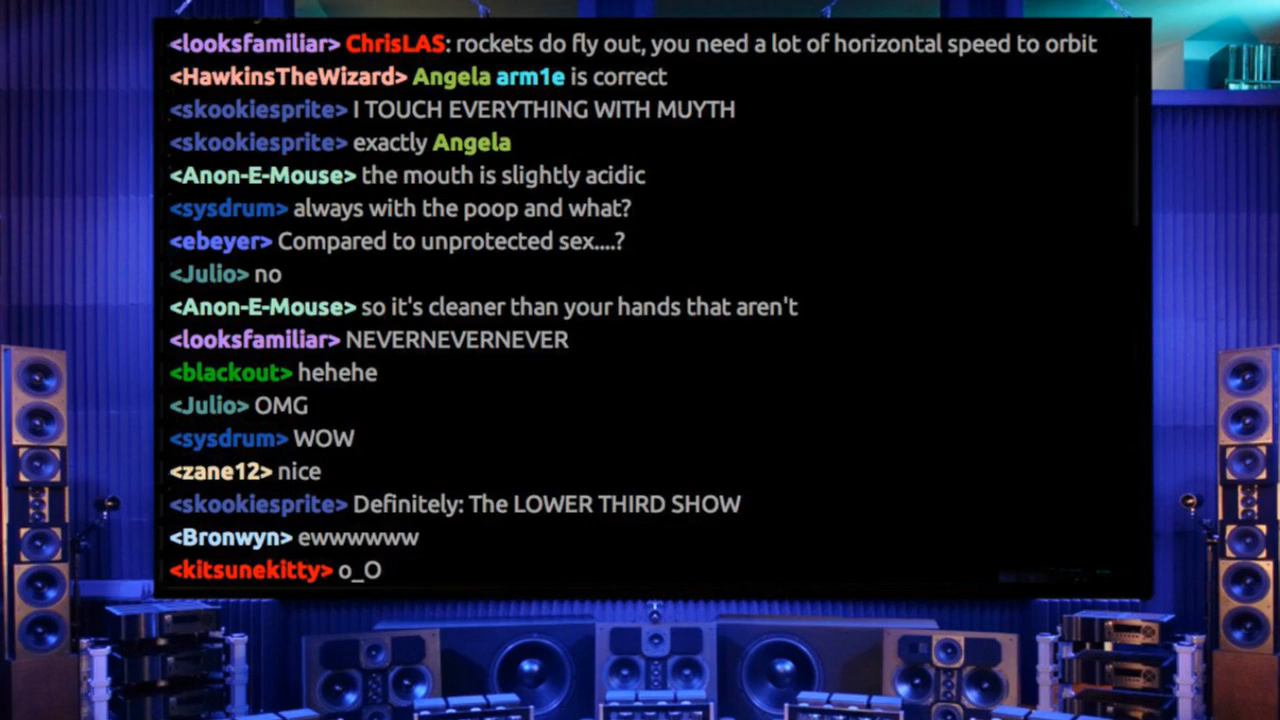 <looksfamiliar> ChrisLAS: rockets do fly out, you need a lot of horizontal speed to orbit
<HawkinsTheWizard> Angela arm1e is correct
<skookiesprite> I TOUCH EVERYTHING WITH MUYTH
<skookiesprite> exactly Angela
<Anon-E-Mouse> the mouth is slightly acidic
<sysdrum> always with the poop and what?
<ebeyer> Compared to unprotected sex....?
<Julio> no
<Anon-E-Mouse> so it's cleaner than your hands that aren't
<looksfamiliar> NEVERNEVERNEVER
<blackout> hehehe
<Julio> OMG
<sysdrum> WOW
<zane12> nice
<skookiesprite> Definitely: The LOWER THIRD SHOW
<Bronwyn> ewwwwww
<kitsunekitty> o_O